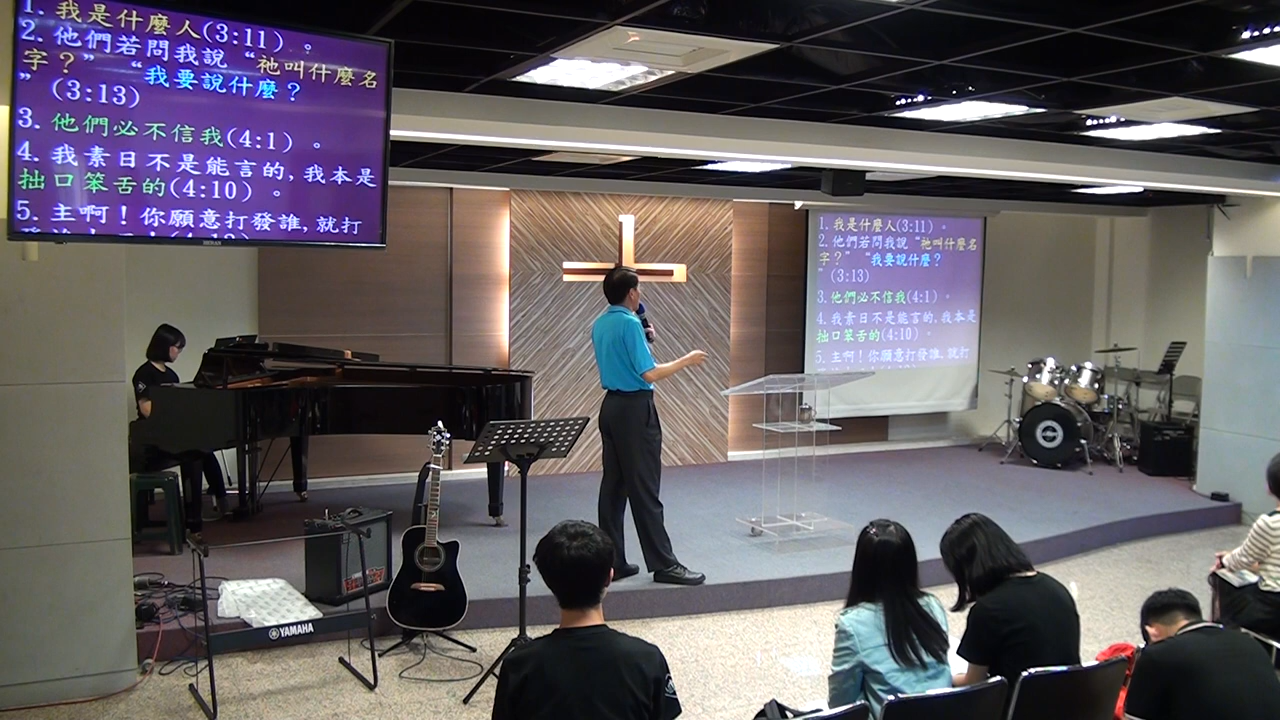 1. 我是什麼人(3:11) 。
2. 他們若問我說 “祂叫什麼名
字？” “我要說什麼？
” (3:13)
3. 他們必不信我(4:1) 。
4. 我素日不是能言的, 我本是
拙口笨舌的(4:10) 。
5. 主啊！你願意打發誰, 就打
1. 我是什麼人(3:11) 。
2. 他們若問我說 “祂叫什麼名
字？” “我要說什麼？
” (3:13)
3. 他們必不信我(4:1) 。
4. 我素日不是能言的, 我本是
拙口笨舌的(4:10) 。
5. 主啊！你願意打發誰, 就打
YAMAHA